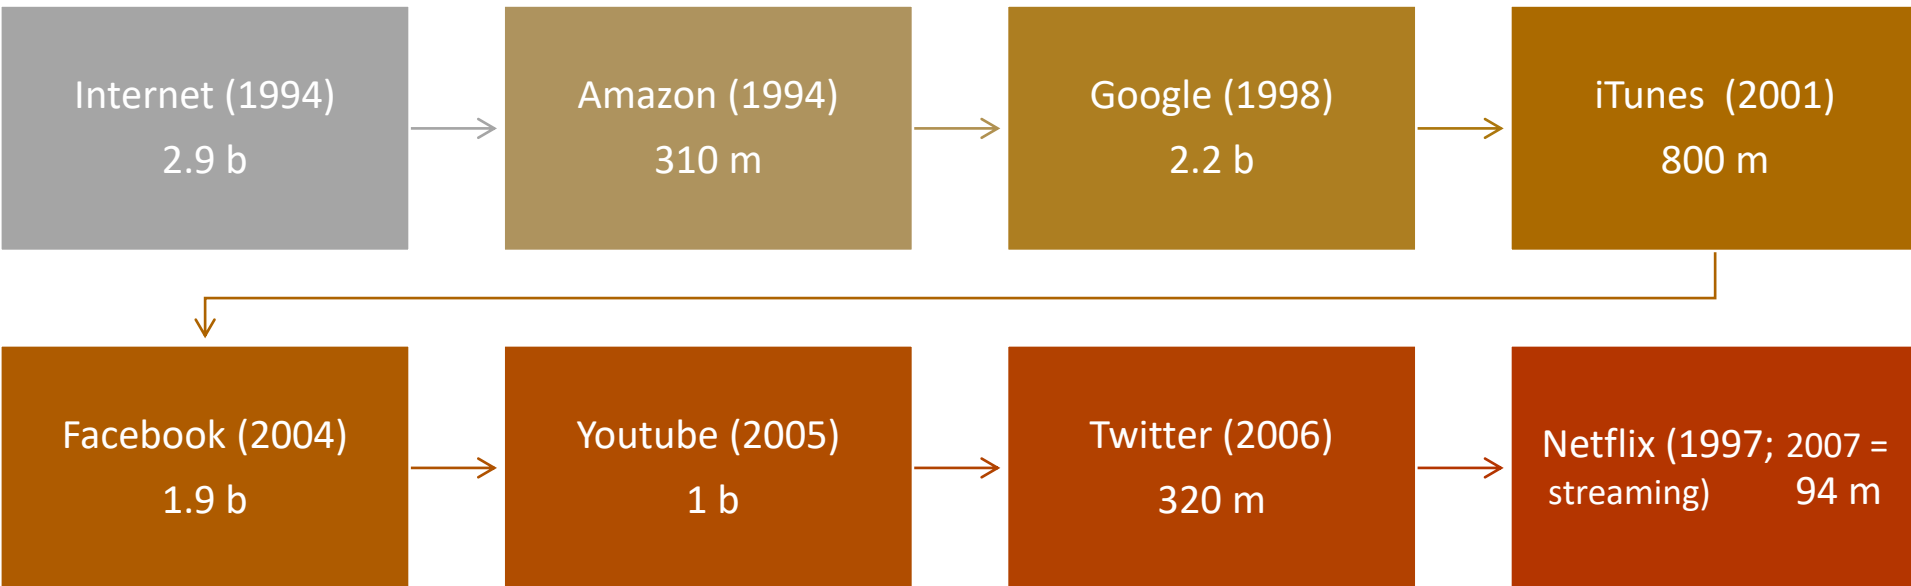 Internet (1994)
2.9 b
Amazon (1994)
310 m
Google (1998)
2.2 b
iTunes (2001)
800 m
Facebook (2004)
1.9 b
Youtube (2005)
1 b
Twitter (2006)
320 m
Netflix (1997; 2007 =
streaming) 94 m